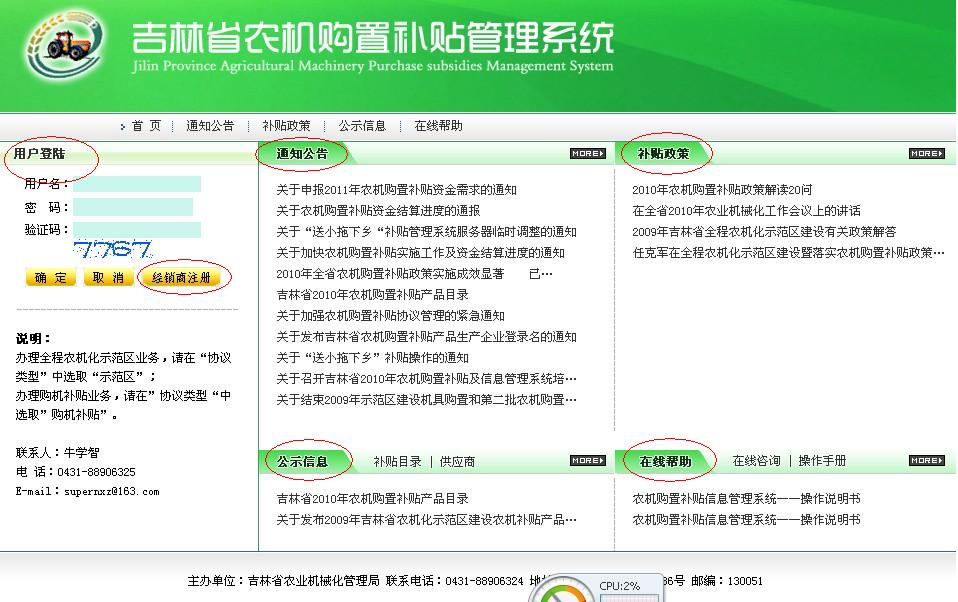 吉林省农机购置补贴管理系统
Jilin Province Agricultural Machinery Purchase subsidies Management System
首 页 通知公告 补贴政策 公示信息 在线帮助
用户登陆
用户名：
密 码：
验证码：
7767
确 定 取 消 经销商注册
说明：
办理全程农机化示范区业务，请在“协议
类型”中选取“示范区”；
办理购机补贴业务，请在”协议类型“中
选取”购机补贴”。
联系人：牛学智
电 话：0431-88906325
E-mail：supernxz@163.com
通知公告 MORE
关于申报2011年农机购置补贴资金需求的通知
关于农机购置补贴资金结算进度的通报
关于“送小拖下乡“补贴管理系统服务器临时调整的通知
关于加快农机购置补贴实施工作及资金结算进度的通知
2010年全省农机购置补贴政策实施成效显著 已…
吉林省2010年农机购置补贴产品目录
关于加强农机购置补贴协议管理的紧急通知
关于发布吉林省农机购置补贴产品生产企业登录名的通知
关于“送小拖下乡”补贴操作的通知
关于召开吉林省2010年农机购置补贴及信息管理系统培…
关于结束2009年示范区建设机具购置和第二批农机购置…
补贴政策 MORE
2010年农机购置补贴政策解读20问
在全省2010年农业机械化工作会议上的讲话
2009年吉林省全程农机化示范区建设有关政策解答
任克军在全程农机化示范区建设暨落实农机购置补贴政…
公示信息 补贴目录 | 供应商 MORE
吉林省2010年农机购置补贴产品目录
关于发布2009年吉林省农机化示范区建设农机补贴产品…
在线帮助 在线咨询 | 操作手册 MORE
农机购置补贴信息管理系统——操作说明书
农机购置补贴信息管理系统——操作说明书
主办单位：吉林省农业机械化管理局 联系电话：0431-88906324 6号 邮编：130051
CPU:2%